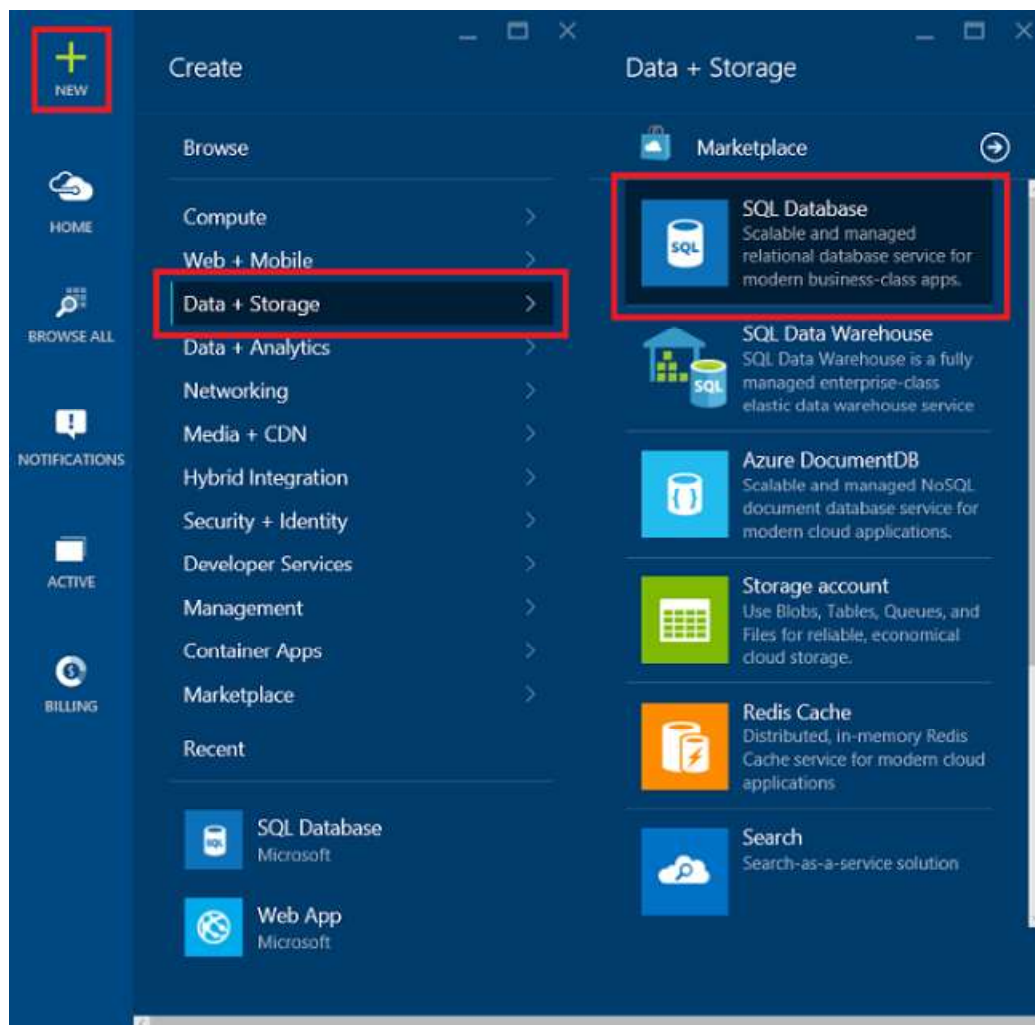 NEW
HOME
BROWSE ALL
NOTIFICATIONS
ACTIVE
BILLING
Create
Browse
Compute
Web + Mobile
Data + Storage
Data + Analytics
Networking
Media + CDN
Hybrid Integration
Security + Identity
Developer Services
Management
Container Apps
Marketplace
Recent
SQL
SQL Database
Microsoft
Web App
Microsoft
Data + Storage
Marketplace
SQL
SQL Database
Scalable and managed
relational database service for
modern business-class apps.
SQL
SQL Data Warehouse
SQL Data Warehouse is a fully
managed enterprise-class
elastic data warehouse service
Azure DocumentDB
Scalable and managed NoSQL
document database service for
modern cloud applications.
Storage account
Use Blobs, Tables, Queues, and
Files for reliable, economical
cloud storage.
Redis Cache
Distributed, in-memory Redis
Cache service for modern cloud
applications
Search
Search-as-a-service solution